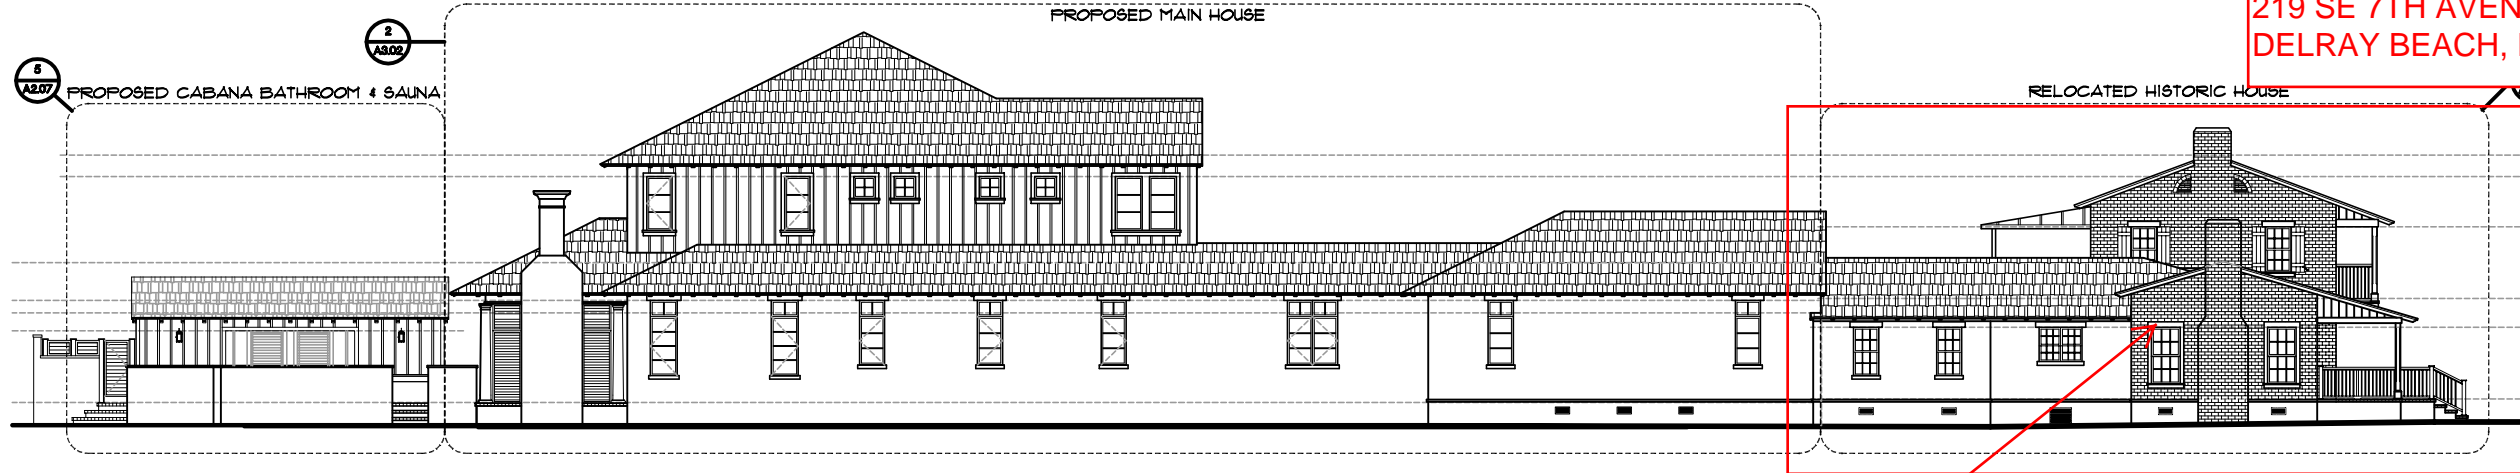 PROPOSED MAIN HOUSE
2
A3.02
5
A2.07
PROPOSED CABANA BATHROOM & SAUNA
219 SE 7TH AVEN
DELRAY BEACH,
RELOCATED HISTORIC HOUSE